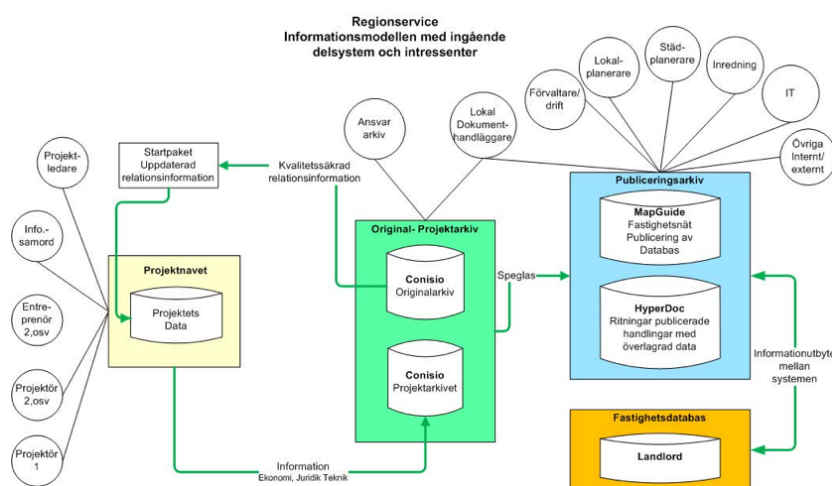 Regionservice
Informationsmodellen med ingående
delsystem och intressenter
Städ-
planerare
Lokal-
planerare
Inredning
IT
Förvaltare/
drift
Övriga
Internt/
externt
Ansvar
arkiv
Lokal
Dokument-
handläggare
Projekt-
ledare
Startpaket
Uppdaterad
relationsinformation
Kvalitetssäkrad
relationsinformation
Info.-
samord
Entre-
prenör
2,osv
Projektör
2,osv
Projektör
1
Projektnavet
Projektets
Data
Original- Projektarkiv
Conisio
Originalarkiv
Conisio
Projektarkivet
Speglas
Publiceringsarkiv
MapGuide
Fastighetsnät
Publicering av
Databas
HyperDoc
Ritningar publicerade
handlingar med
överlagrad data
Informationutbyte
mellan
systemen
Fastighetsdatabas
Landlord
Information
Ekonomi, Juridik Teknik